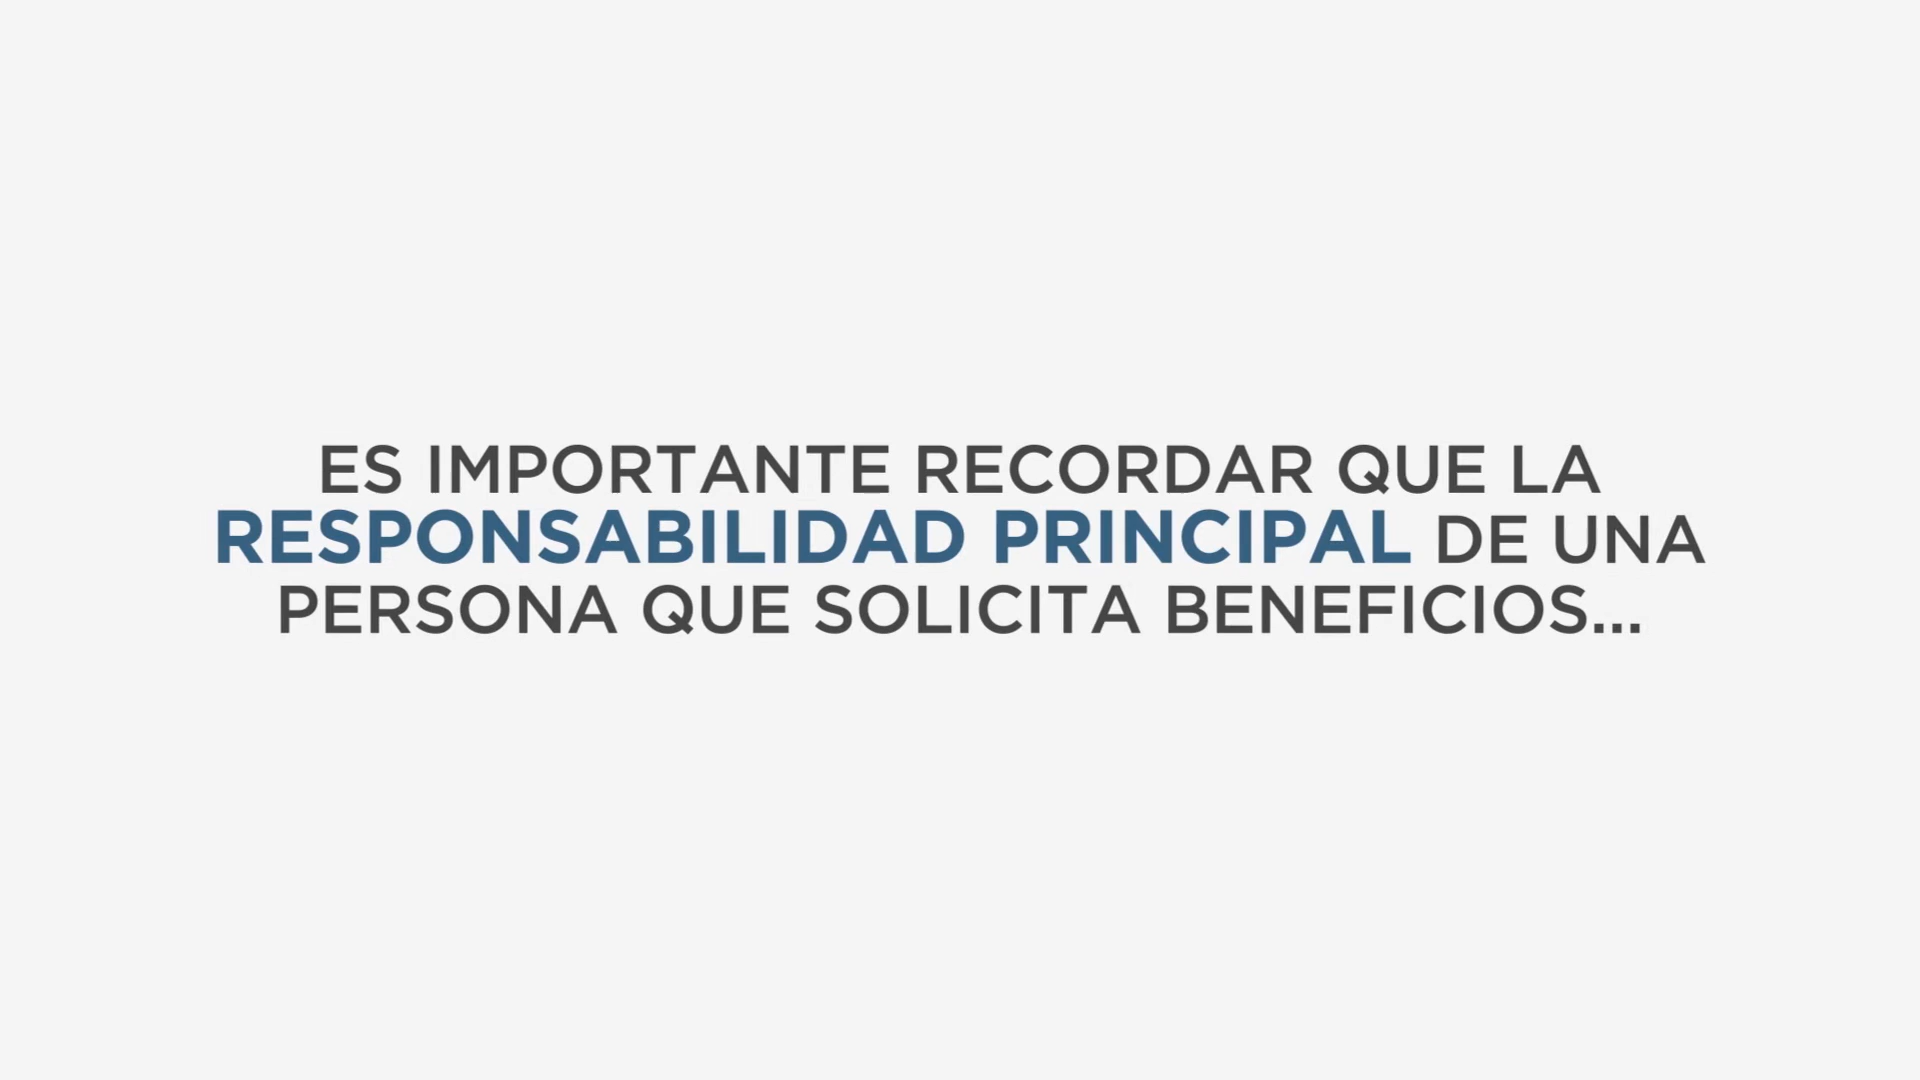 ES IMPORTANTE RECORDAR QUE LA
RESPONSABILIDAD PRINCIPAL DE UNA
PERSONA QUE SOLICITA BENEFICIOS...